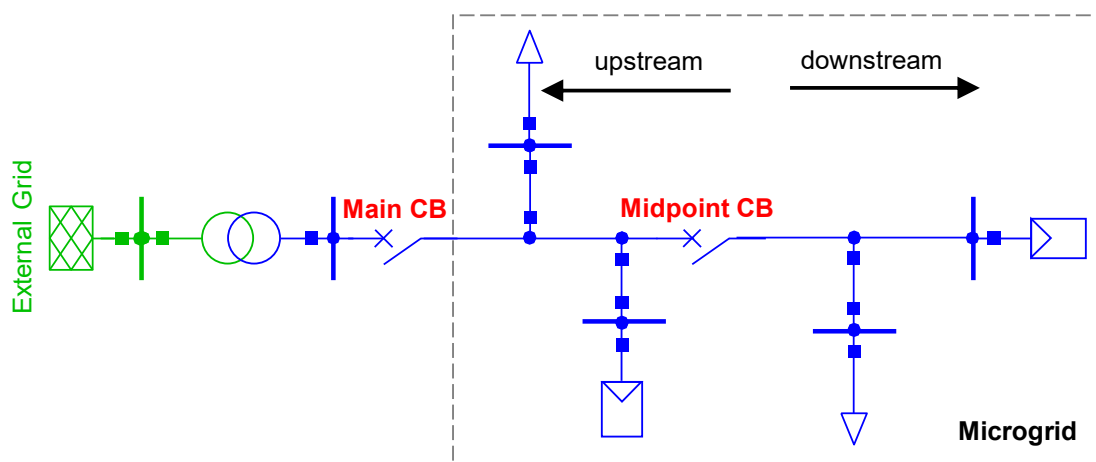 upstream
downstream
External Grid
Main CB
Midpoint CB
Microgrid